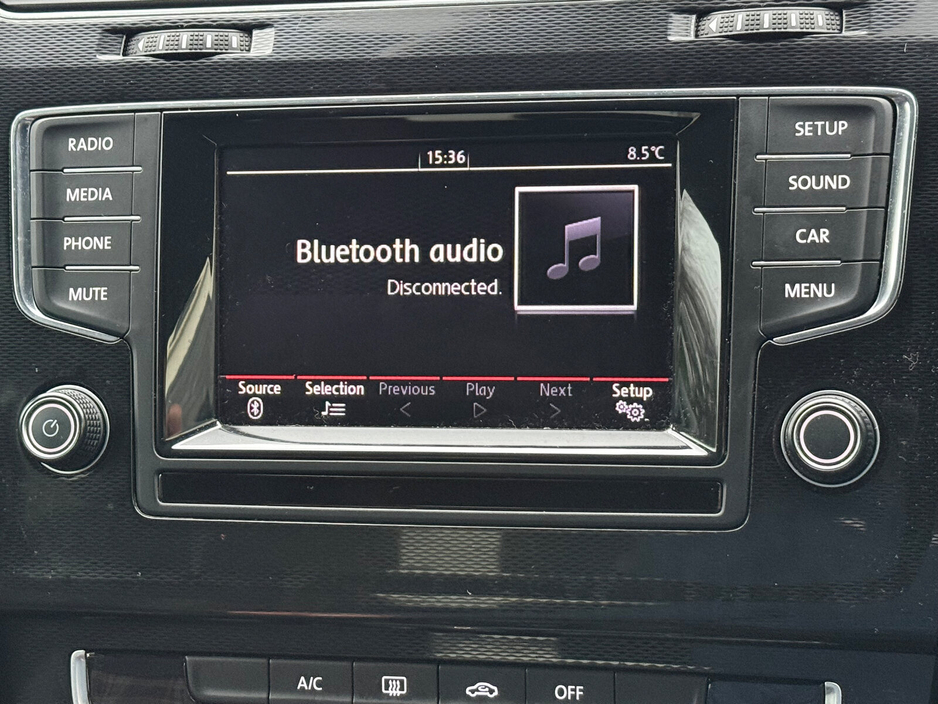 RADIO
MEDIA
PHONE
MUTE
15:36
8.5°C
Bluetooth audio
Disconnected.
Source
Selection
Previous
Play
Next
Setup
SETUP
SOUND
CAR
MENU
A/C
OFF